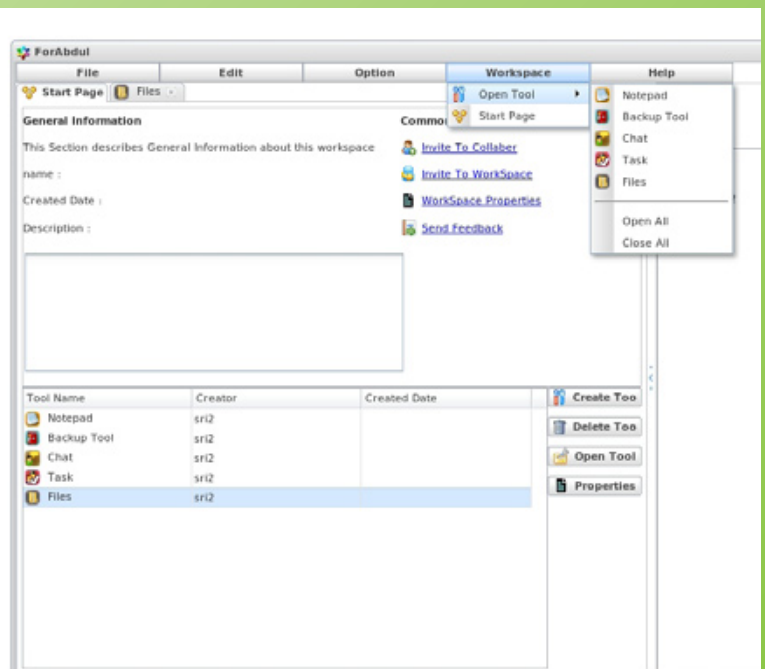 ForAbdul
File Edit Option Workspace Help
Start Page Files
Open Tool
Start Page
Notepad
Backup Tool
Chat
Task
Files
Open All
Close All
General Information
This Section describes General Information about this workspace
name :
Created Date :
Description :
Commo
Invite To Collaber
Invite To WorkSpace
WorkSpace Properties
Send Feedback
Tool Name Creator Created Date
Notepad sri2
Backup Tool sri2
Chat sri2
Task sri2
Files sri2
Create Too
Delete Too
Open Tool
Properties